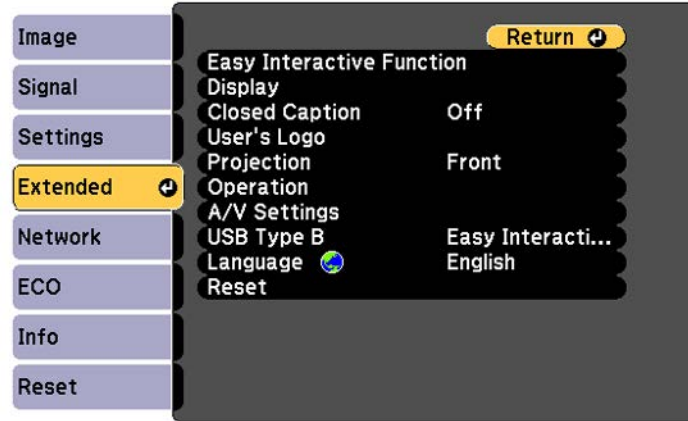 Image
Signal
Settings
Extended
Network
ECO
Info
Reset
Return
Easy Interactive Function
Display
Closed Caption Off
User's Logo
Projection Front
Operation
A/V Settings
USB Type B Easy Interacti...
Language English
Reset